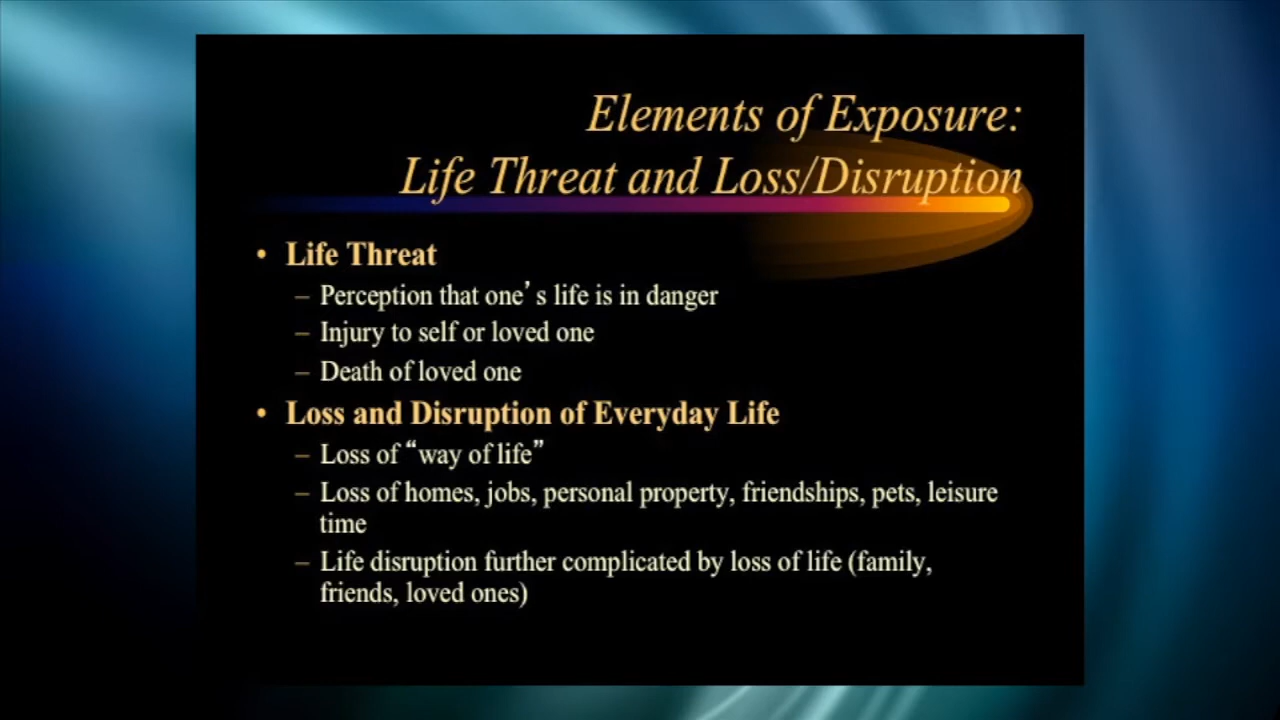 Elements of Exposure:
Life Threat and Loss/Disruption
• Life Threat
– Perception that one’s life is in danger
– Injury to self or loved one
– Death of loved one
• Loss and Disruption of Everyday Life
– Loss of “way of life”
– Loss of homes, jobs, personal property, friendships, pets, leisure
time
– Life disruption further complicated by loss of life (family,
friends, loved ones)